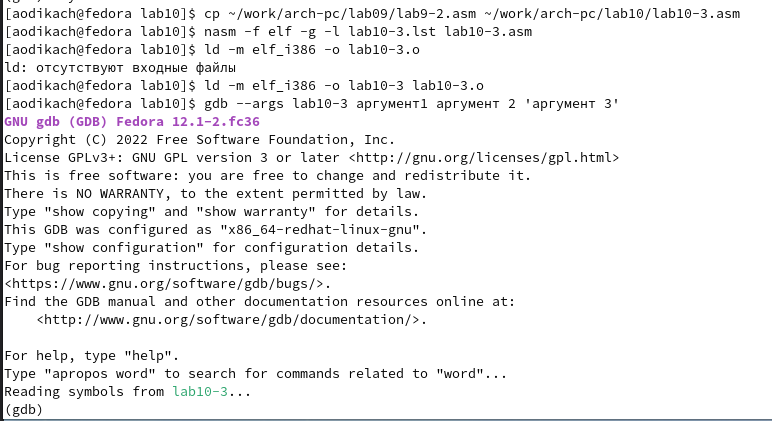 [aodikach@fedora lab10]$ cp ~/work/arch-pc/lab09/lab9-2.asm ~/work/arch-pc/lab10/lab10-3.asm
[aodikach@fedora lab10]$ nasm -f elf -g -l lab10-3.lst lab10-3.asm
[aodikach@fedora lab10]$ ld -m elf_i386 -o lab10-3.o
ld: отсутствуют входные файлы
[aodikach@fedora lab10]$ ld -m elf_i386 -o lab10-3 lab10-3.o
[aodikach@fedora lab10]$ gdb --args lab10-3 аргумент1 аргумент 2 'аргумент 3'
GNU gdb (GDB) Fedora 12.1-2.fc36
Copyright (C) 2022 Free Software Foundation, Inc.
License GPLv3+: GNU GPL version 3 or later <http://gnu.org/licenses/gpl.html>
This is free software: you are free to change and redistribute it.
There is NO WARRANTY, to the extent permitted by law.
Type "show copying" and "show warranty" for details.
This GDB was configured as "x86_64-redhat-linux-gnu".
Type "show configuration" for configuration details.
For bug reporting instructions, please see:
<https://www.gnu.org/software/gdb/bugs/>.
Find the GDB manual and other documentation resources online at:
    <http://www.gnu.org/software/gdb/documentation/>.

For help, type "help".
Type "apropos word" to search for commands related to "word"...
Reading symbols from lab10-3...
(gdb)